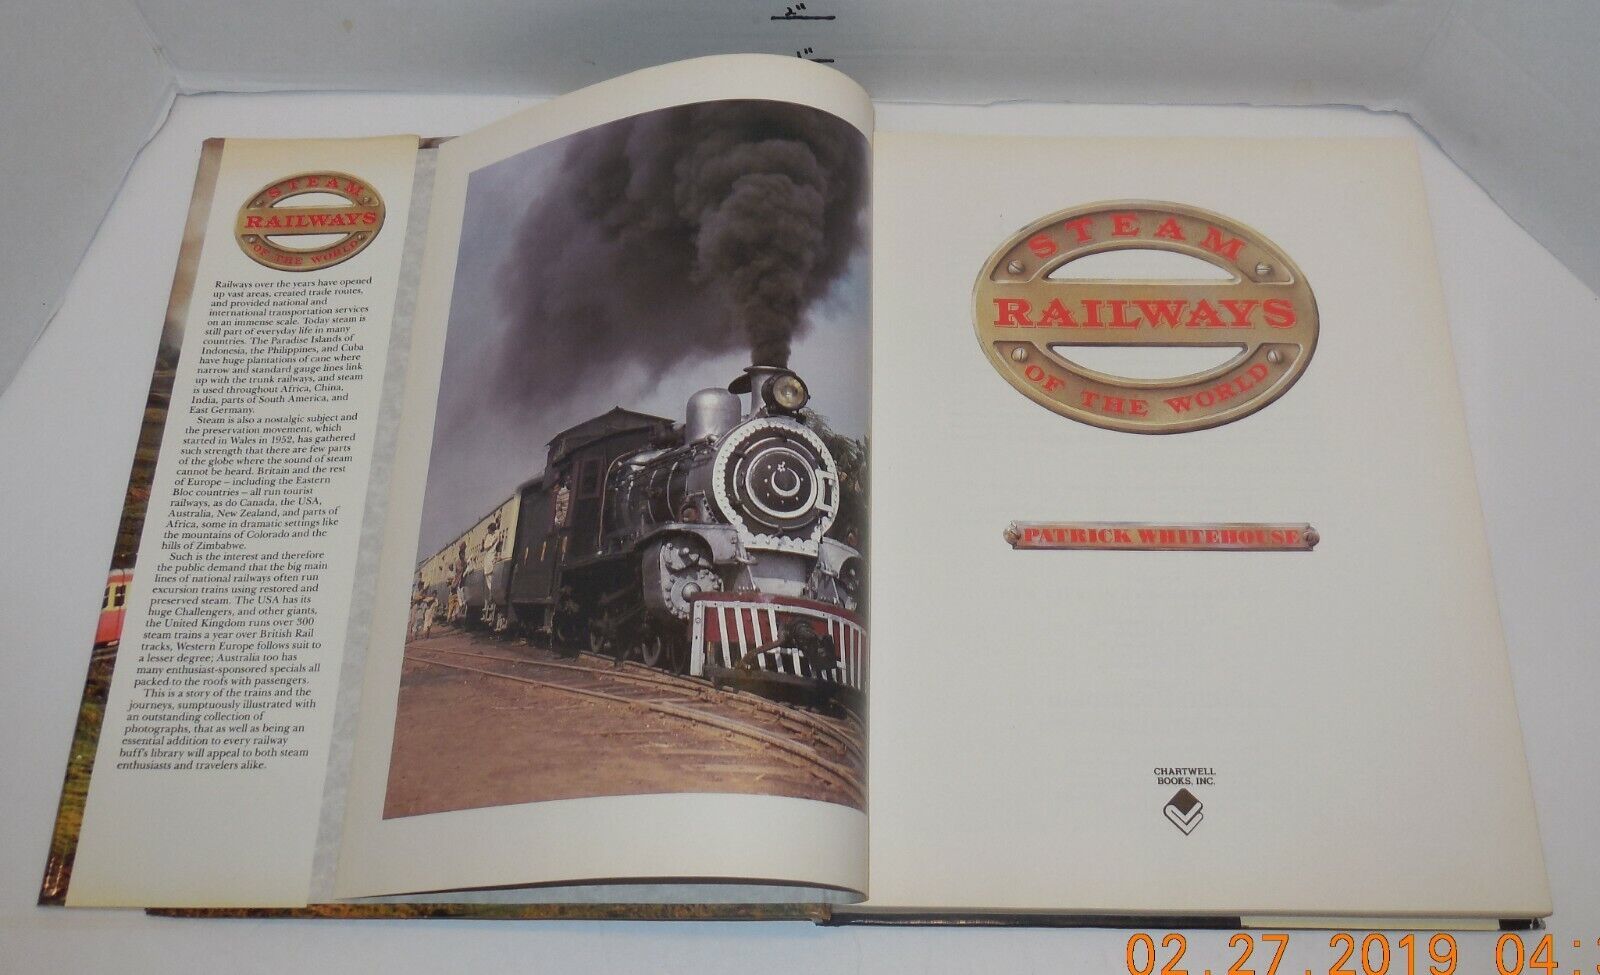 2"
1"
STEAM
RAILWAYS
OF THE WORLD
Railways over the years have opened
up vast areas, created trade routes,
and provided national and
international transportation services
on an immense scale. Today steam is
still part of everyday life in many
countries. The Paradise Islands of
Indonesia, the Philippines, and Cuba
have huge plantations of cane where
narrow and standard gauge lines link
up with the trunk railways, and steam
is used throughout Africa, China,
India, parts of South America, and
East Germany.
Steam is also a nostalgic subject and
the preservation movement, which
started in Wales in 1952, has gathered
such strength that there are few parts
of the globe where the sound of steam
cannot be heard. Britain and the rest
of Europe – including the Eastern
Bloc countries – all run tourist
railways, as do Canada, the USA,
Australia, New Zealand, and parts of
Africa, some in dramatic settings like
the mountains of Colorado and the
hills of Zimbabwe.
Such is the interest and therefore
the public demand that the big main
lines of national railways often run
excursion trains using restored and
preserved steam. The USA has its
huge Challengers, and other giants,
the United Kingdom runs over 300
steam trains a year over British Rail
tracks, Western Europe follows suit to
a lesser degree; Australia too has
many enthusiast-sponsored specials all
packed to the roofs with passengers.
This is a story of the trains and the
journeys, sumptuously illustrated with
an outstanding collection of
photographs, that as well as being an
essential addition to every railway
buff's library will appeal to both steam
enthusiasts and travelers alike.
STEAM
RAILWAYS
OF THE WORLD
PATRICK WHITEHOUSE
CHARTWELL
BOOKS, INC.
02.27.2019 04: